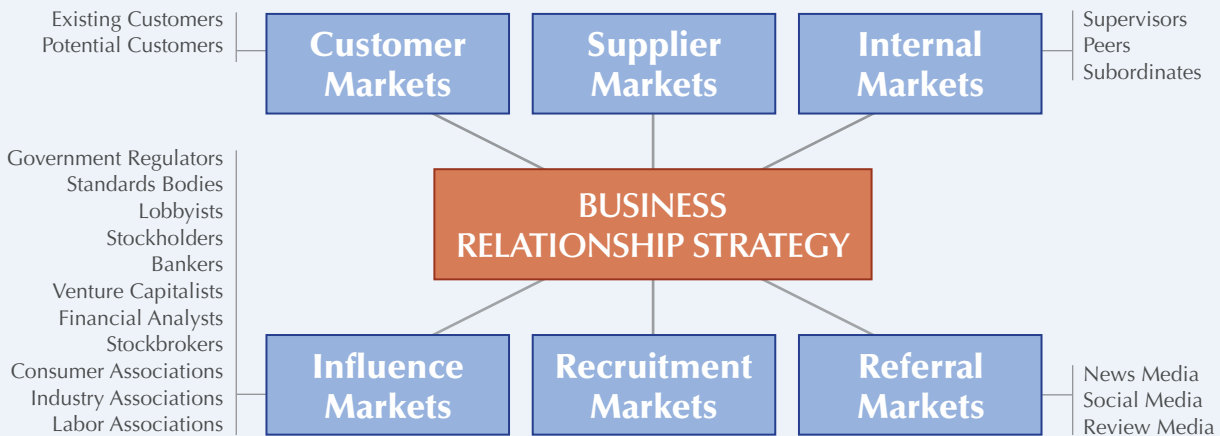 Existing Customers
Potential Customers
Customer
Markets
Supplier
Markets
Internal
Markets
Supervisors
Peers
Subordinates
BUSINESS
RELATIONSHIP STRATEGY
Government Regulators
Standards Bodies
Lobbyists
Stockholders
Bankers
Venture Capitalists
Financial Analysts
Stockbrokers
Consumer Associations
Industry Associations
Labor Associations
Influence
Markets
Recruitment
Markets
Referral
Markets
News Media
Social Media
Review Media